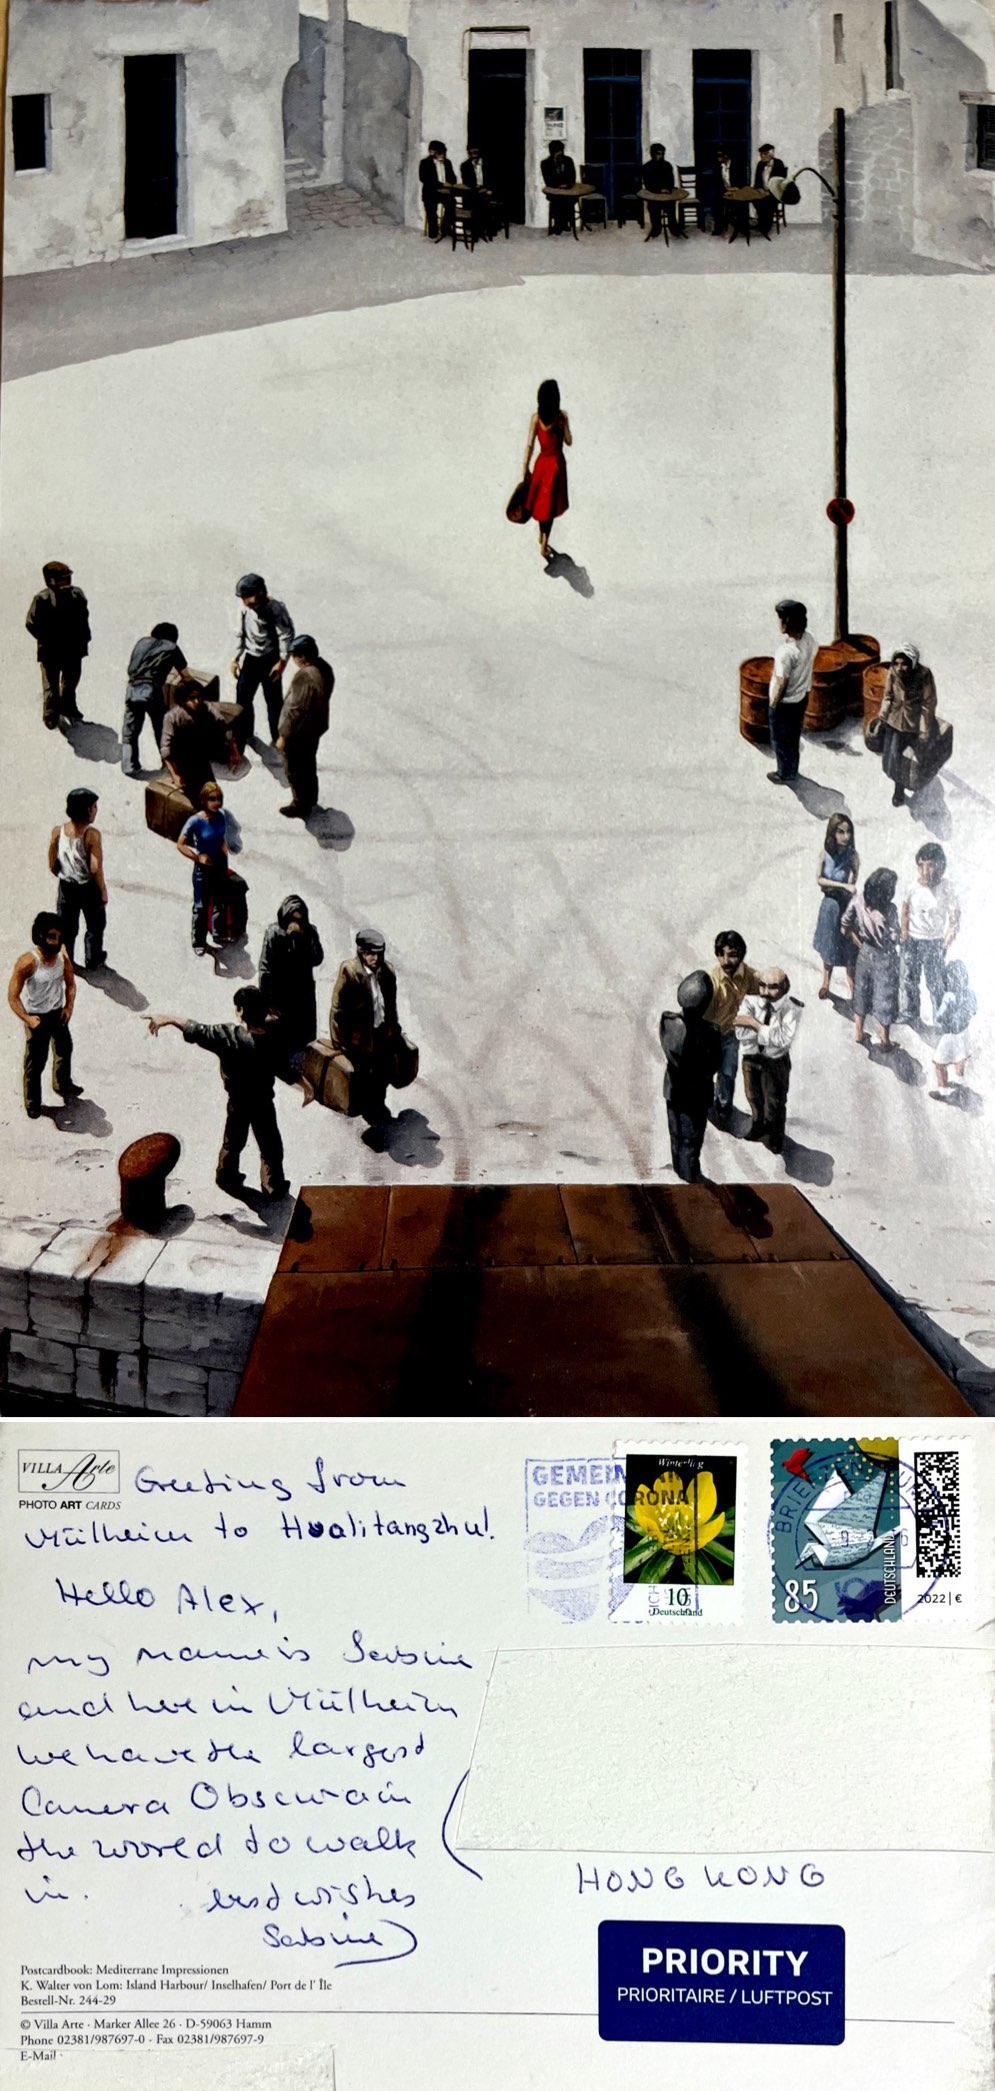 VILLA Arte
PHOTO ART CARDS
Greeting from
Mülheim to Hualitangzhu!
Hello Alex,
my name is Sabine
and here in Mülheim
we have the largest
Camera Obscura in
the world to walk
in.
best wishes
Sabine
Postcardbook: Mediterrane Impressionen
K. Walter von Lom: Island Harbour/ Inselhafen/ Port de l' Île
Bestell-Nr. 244-29
© Villa Arte · Marker Allee 26 · D-59063 Hamm
Phone 02381/987697-0 · Fax 02381/987697-9
E-Mail
GEMEIN
GEGEN CORONA
Winterling
10
Deutschland
BRIEF
85
DEUTSCHLAND
2022 | €
HONG KONG
PRIORITY
PRIORITAIRE / LUFTPOST